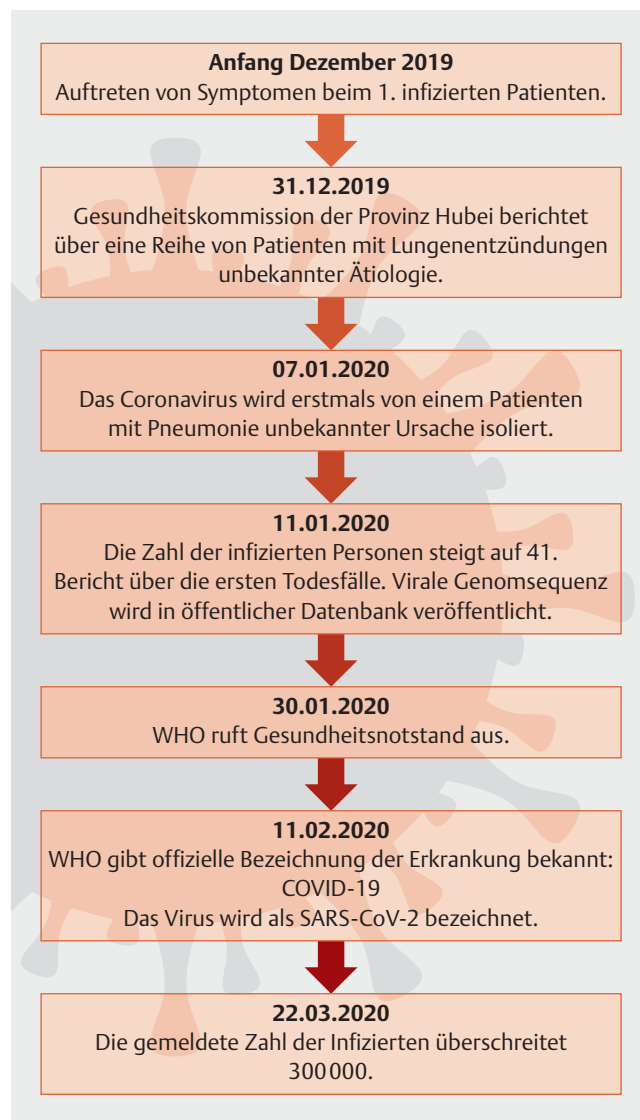 Anfang Dezember 2019
Auftreten von Symptomen beim 1. infizierten Patienten.
31.12.2019
Gesundheitskommission der Provinz Hubei berichtet
über eine Reihe von Patienten mit Lungenentzündungen
unbekannter Ätiologie.
07.01.2020
Das Coronavirus wird erstmals von einem Patienten
mit Pneumonie unbekannter Ursache isoliert.
11.01.2020
Die Zahl der infizierten Personen steigt auf 41.
Bericht über die ersten Todesfälle. Virale Genomsequenz
wird in öffentlicher Datenbank veröffentlicht.
30.01.2020
WHO ruft Gesundheitsnotstand aus.
11.02.2020
WHO gibt offizielle Bezeichnung der Erkrankung bekannt:
COVID-19
Das Virus wird als SARS-CoV-2 bezeichnet.
22.03.2020
Die gemeldete Zahl der Infizierten überschreitet
300 000.